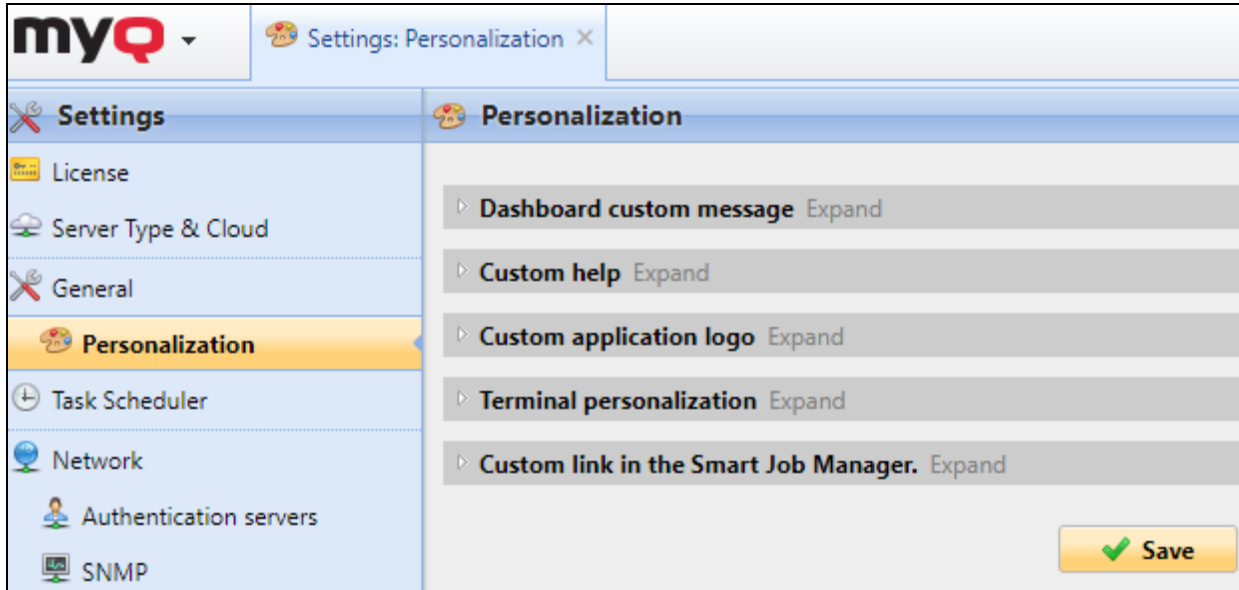 myQ
Settings: Personalization
Settings
License
Server Type & Cloud
General
Personalization
Task Scheduler
Network
Authentication servers
SNMP
Personalization
Dashboard custom message Expand
Custom help Expand
Custom application logo Expand
Terminal personalization Expand
Custom link in the Smart Job Manager. Expand
Save